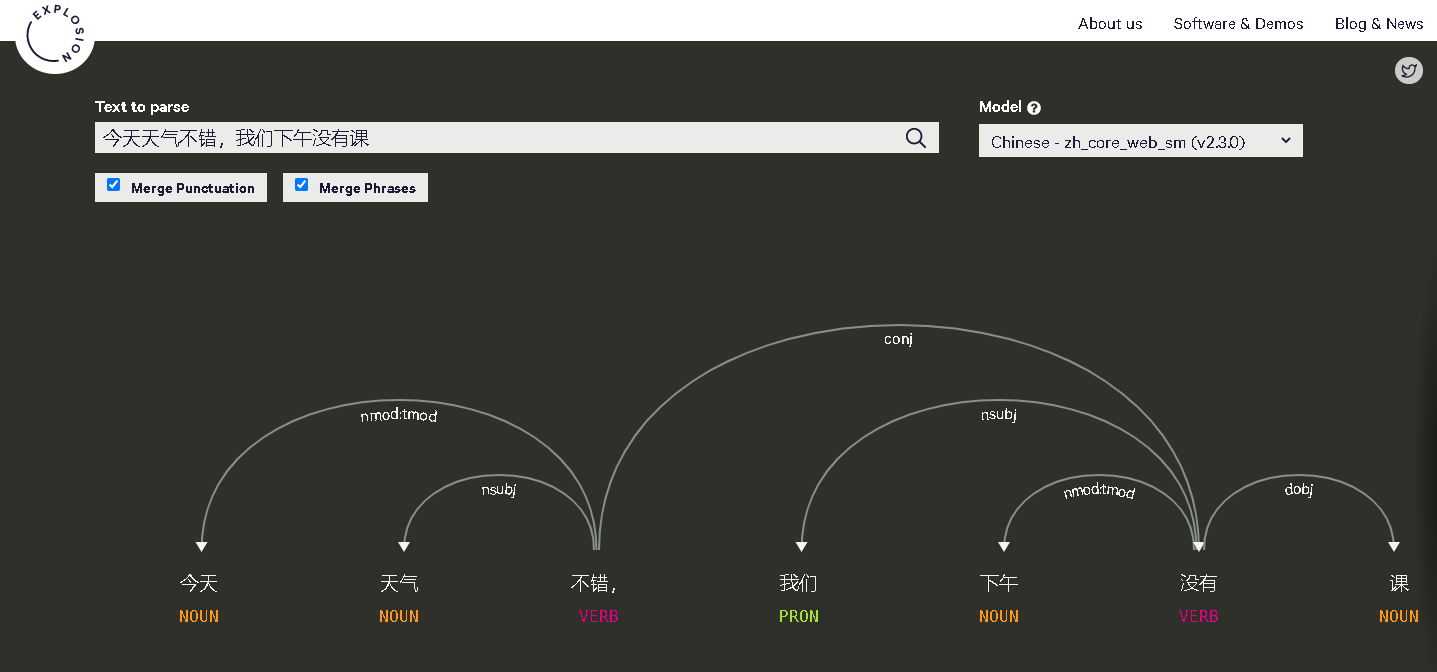 EXPLOSION
About us Software & Demos Blog & News
Text to parse
Model ?
今天天气不错，我们下午没有课
Chinese - zh_core_web_sm (v2.3.0)
Merge Punctuation Merge Phrases
conj
nmod:tmod nsubj
nsubj nmod:tmod dobj
今天 天气 不错， 我们 下午 没有 课
NOUN NOUN VERB PRON NOUN VERB NOUN